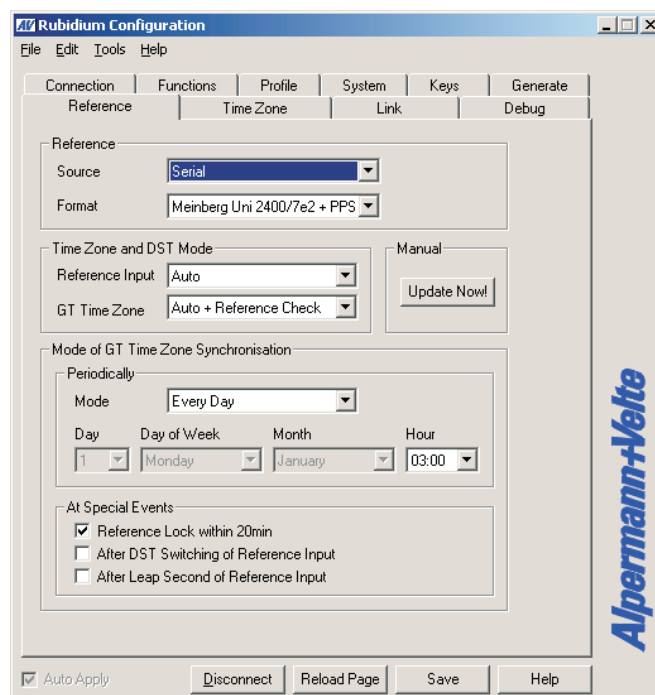 AV Rubidium Configuration
File Edit Tools Help
Connection Functions Profile System Keys Generate
Reference Time Zone Link Debug
Reference
Source Serial
Format Meinberg Uni 2400/7e2 + PPS
Time Zone and DST Mode
Reference Input Auto
GT Time Zone Auto + Reference Check
Manual
Update Now!
Mode of GT Time Zone Synchronisation
Periodically
Mode Every Day
Day Day of Week Month Hour
1 Monday January 03:00
At Special Events
Reference Lock within 20min
After DST Switching of Reference Input
After Leap Second of Reference Input
Alpermann+Velte
Auto Apply Disconnect Reload Page Save Help